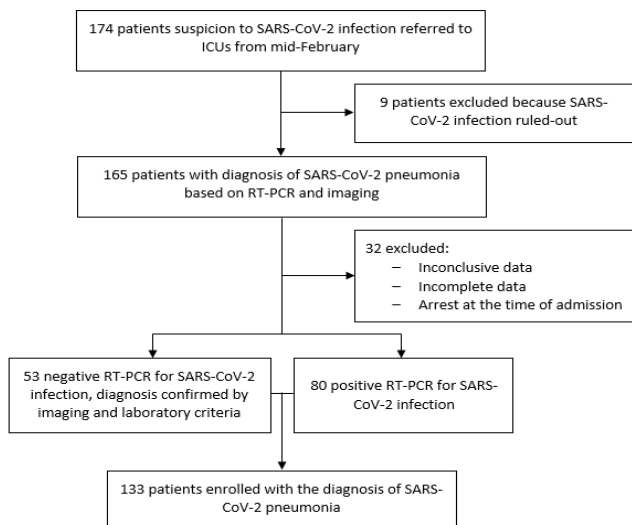 174 patients suspicion to SARS-CoV-2 infection referred to
ICUs from mid-February
9 patients excluded because SARS-
CoV-2 infection ruled-out
165 patients with diagnosis of SARS-CoV-2 pneumonia
based on RT-PCR and imaging
32 excluded:
– Inconclusive data
– Incomplete data
– Arrest at the time of admission
53 negative RT-PCR for SARS-CoV-2
infection, diagnosis confirmed by
imaging and laboratory criteria
80 positive RT-PCR for SARS-
CoV-2 infection
133 patients enrolled with the diagnosis of SARS-
CoV-2 pneumonia